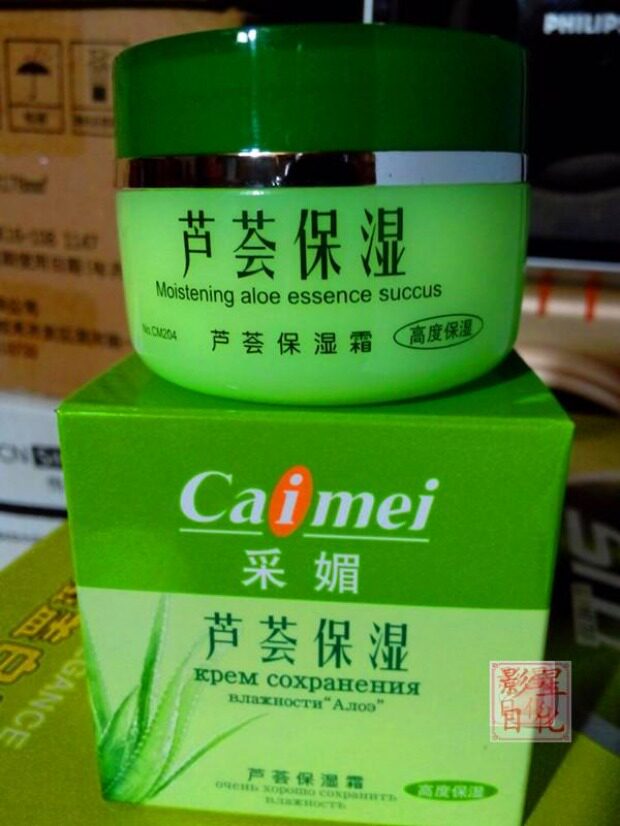 PHILIP
芦荟保湿
Moistening aloe essence succus
No.CM204
芦荟保湿霜
高度保湿
Caimei
采媚
芦荟保湿
крем сохранения
влажности "Алоэ"
芦荟保湿霜
очень хорошо сохранить
влажность
高度保湿
GANCE